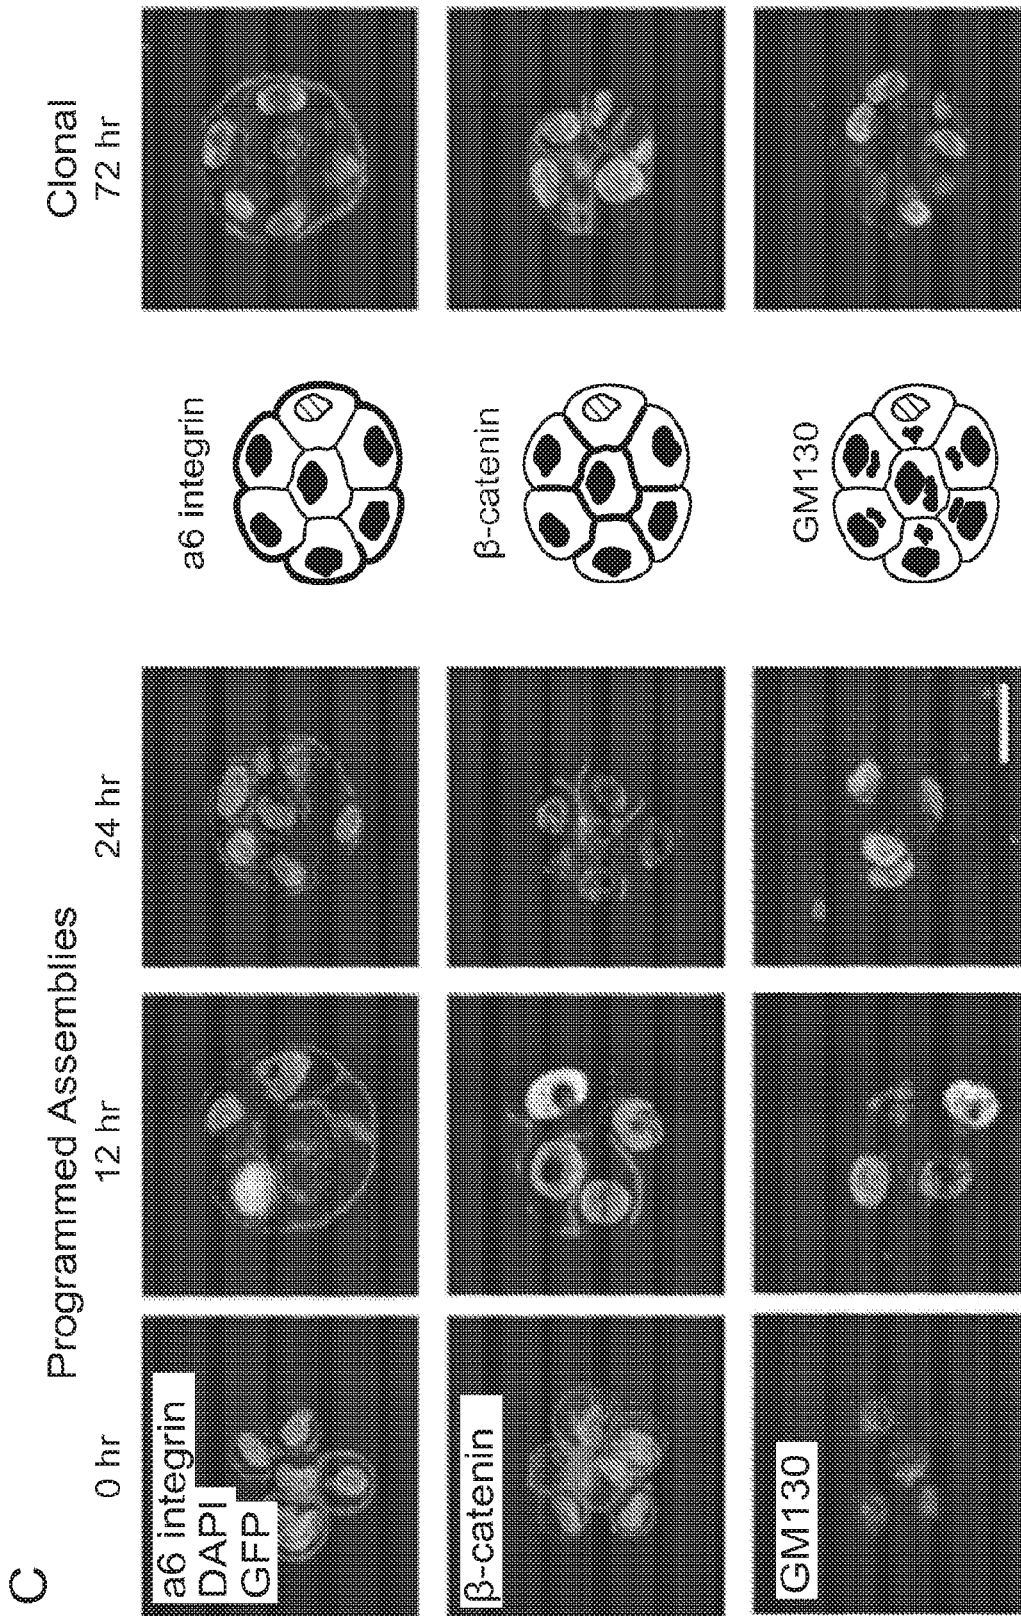 C
Programmed Assemblies
Clonal
0 hr
12 hr
24 hr
72 hr
a6 integrin
DAPI
GFP
a6 integrin
β-catenin
β-catenin
GM130
GM130